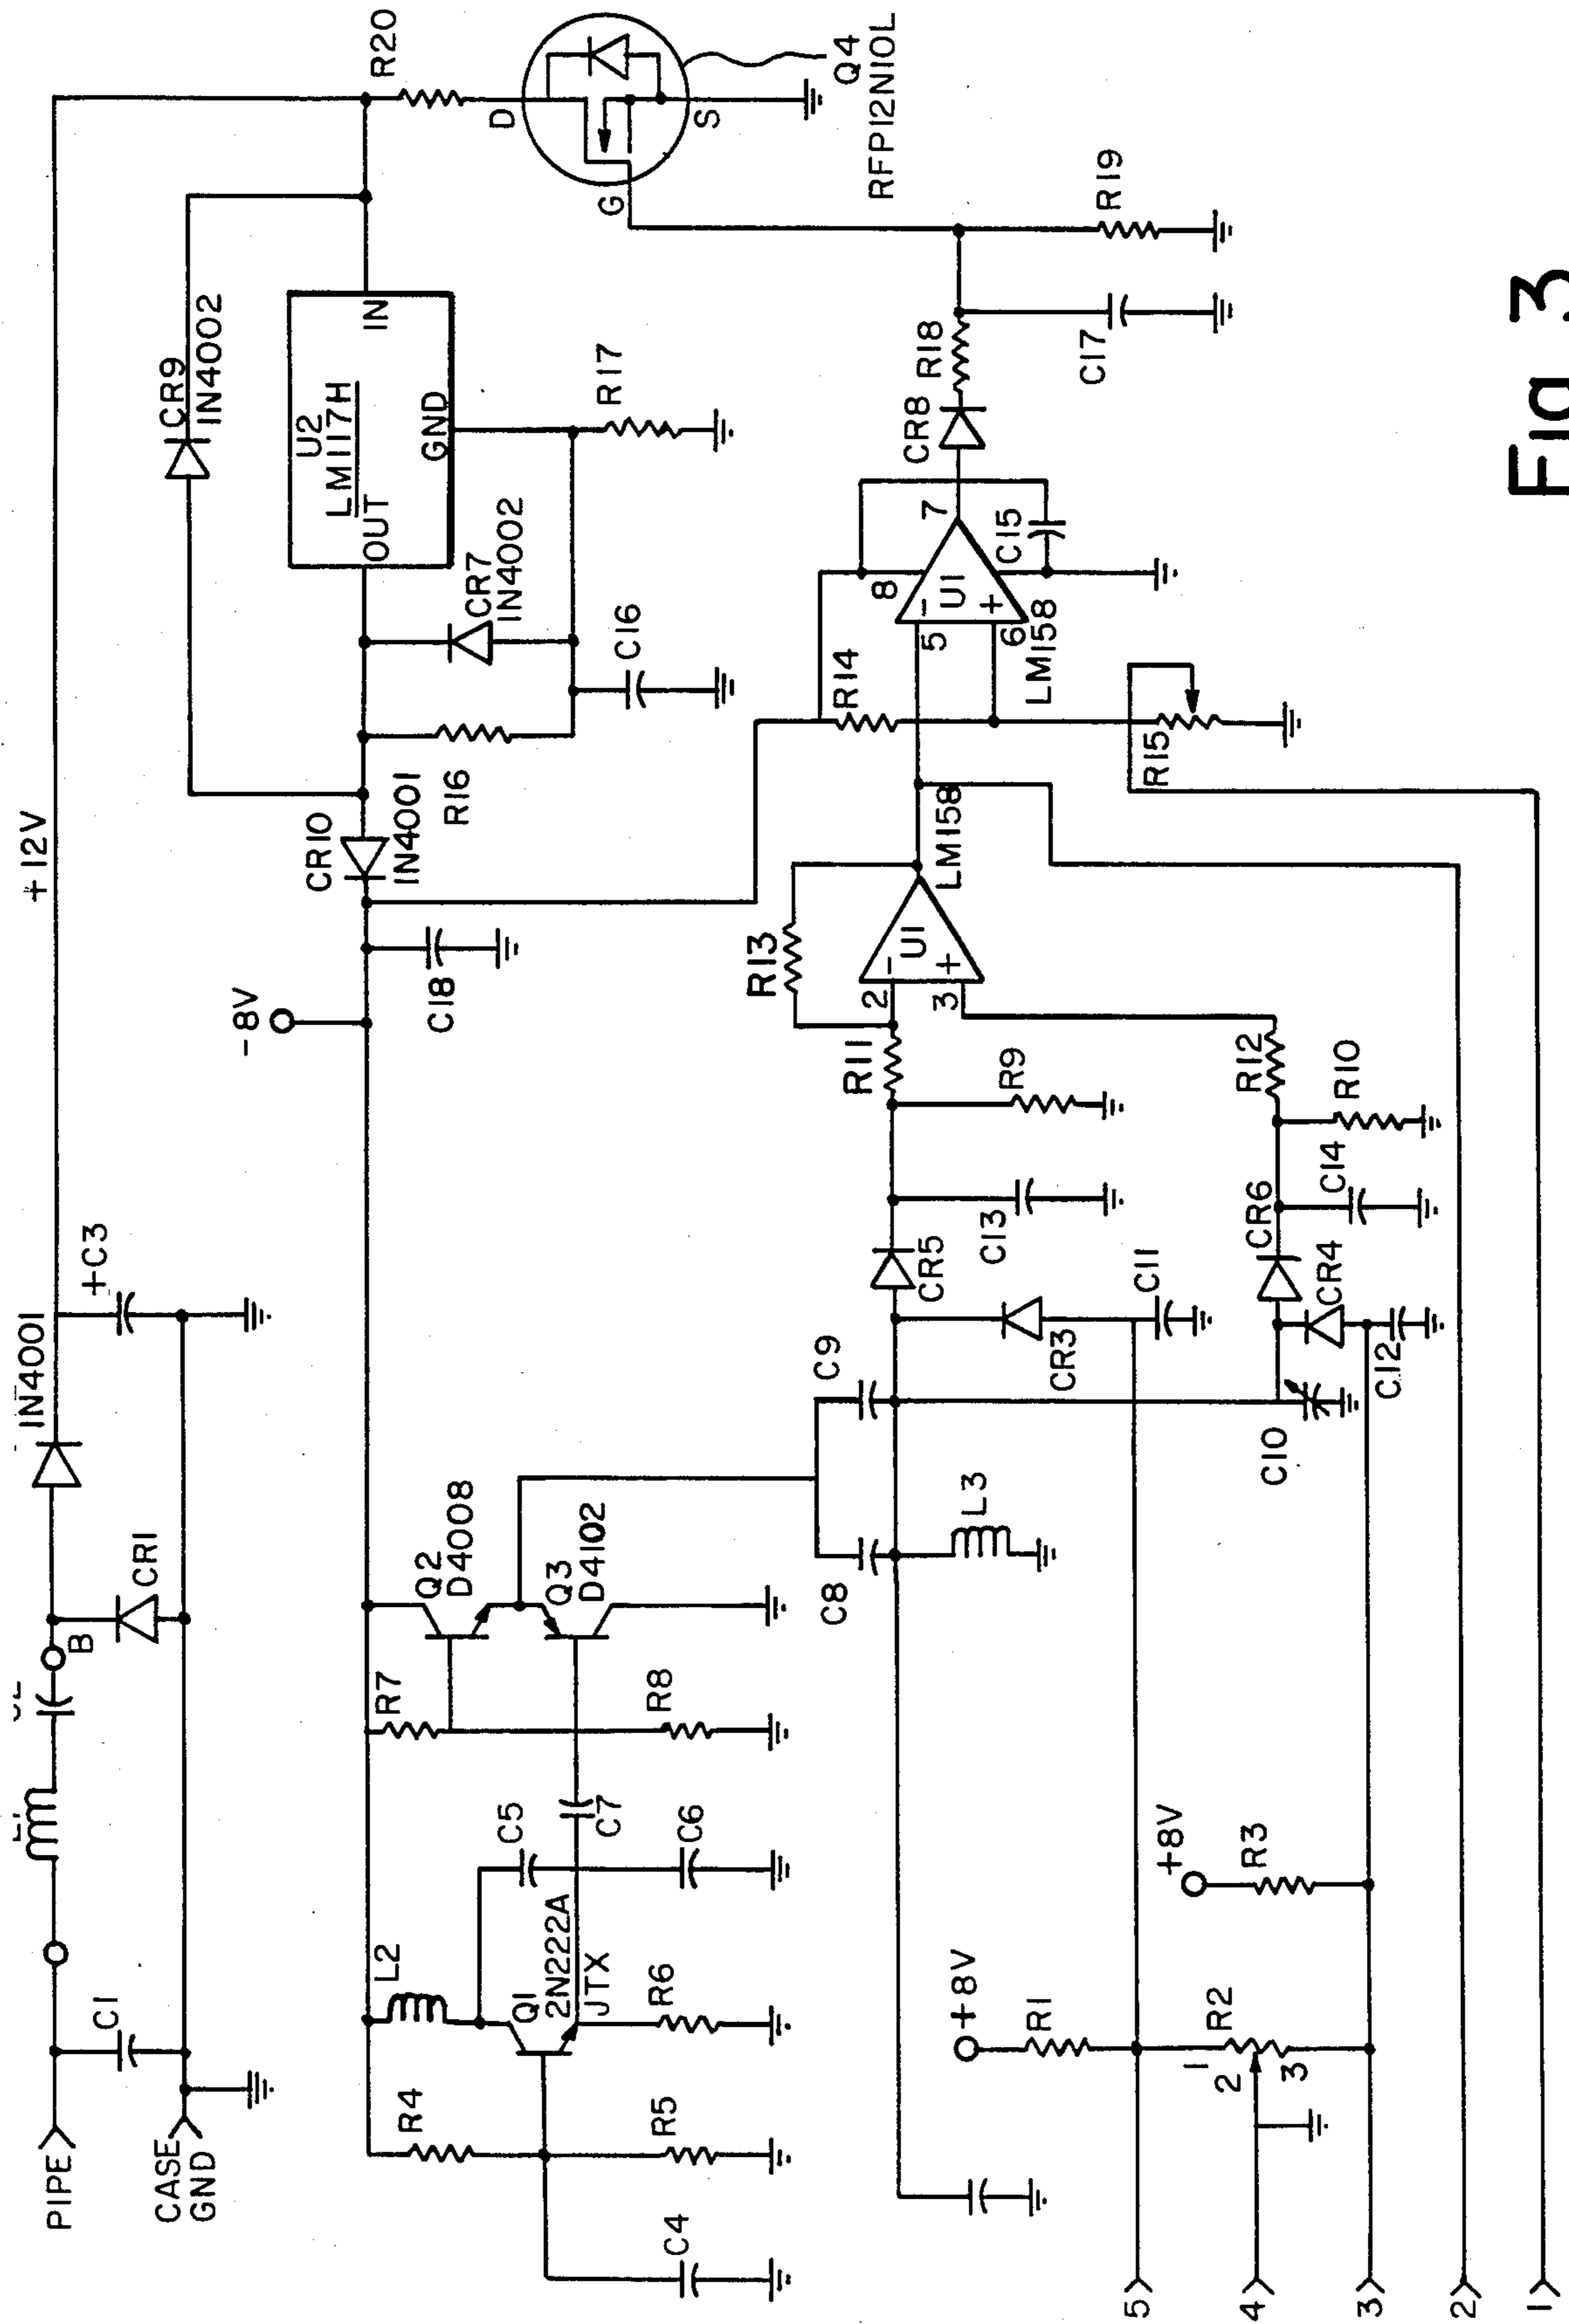 PIPE
CASE
GND
C1
B
CR1
1N4001
+C3
+12V
R20
D
S
G
Q4
RFP12N10L
CR9
1N4002
U2
LM117H
OUT
IN
GND
CR7
1N4002
R17
C16
R16
CR10
1N4001
-8V
C18
R4
R5
C4
L2
Q1
2N222A
JTX
R6
C5
C6
C7
R7
R8
Q2
D4008
Q3
D4102
C8
C9
L3
C10
CR3
C11
CR5
C13
R9
R11
CR6
CR4
C12
C14
R10
R12
R13
2
3
-
+
U1
LM158
R14
R15
5
6
8
7
-
+
U1
LM158
C15
CR8
R18
C17
R19
+8V
R1
R2
1
2
3
+8V
R3
5
4
3
2
1
Fig 3